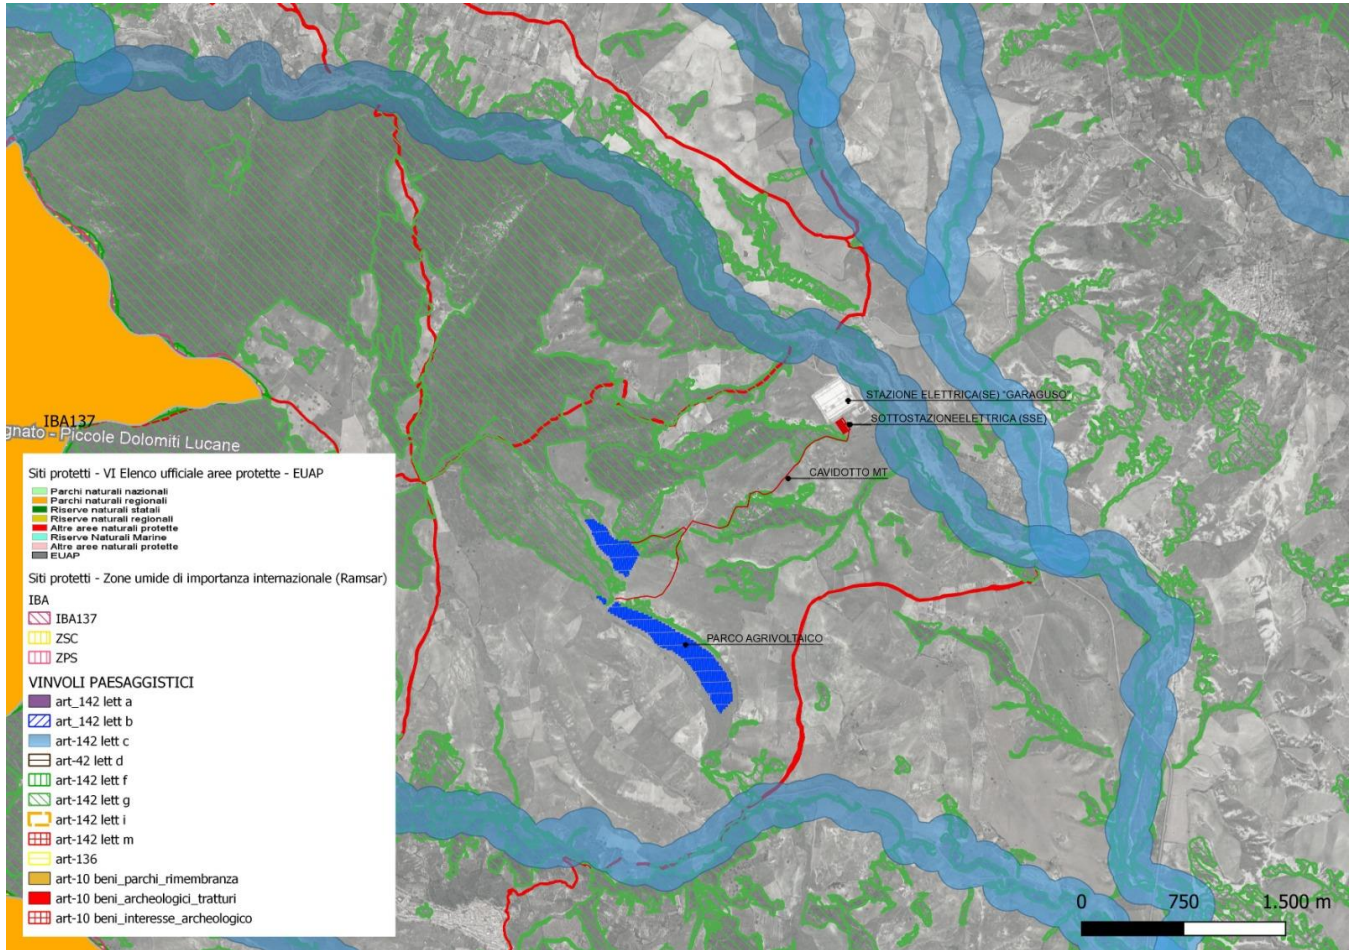 STAZIONE ELETTRICA(SE) "GARAGUSO"
SOTTOSTAZIONEELETTRICA (SSE)
IBA137
gnato - Piccole Dolomiti Lucane
CAVIDOTTO MT
PARCO AGRIVOLTAICO
Siti protetti - VI Elenco ufficiale aree protette - EUAP
Parchi naturali nazionali
Parchi naturali regionali
Riserve naturali statali
Riserve naturali regionali
Altre aree naturali protette
Riserve Naturali Marine
Altre aree naturali protette
EUAP
Siti protetti - Zone umide di importanza internazionale (Ramsar)
IBA
IBA137
ZSC
ZPS
VINVOLI PAESAGGISTICI
art_142 lett a
art_142 lett b
art-142 lett c
art-42 lett d
art-142 lett f
art-142 lett g
art-142 lett i
art-142 lett m
art-136
art-10 beni_parchi_rimembranza
art-10 beni_archeologici_tratturi
art-10 beni_interesse_archeologico
0 750 1.500 m